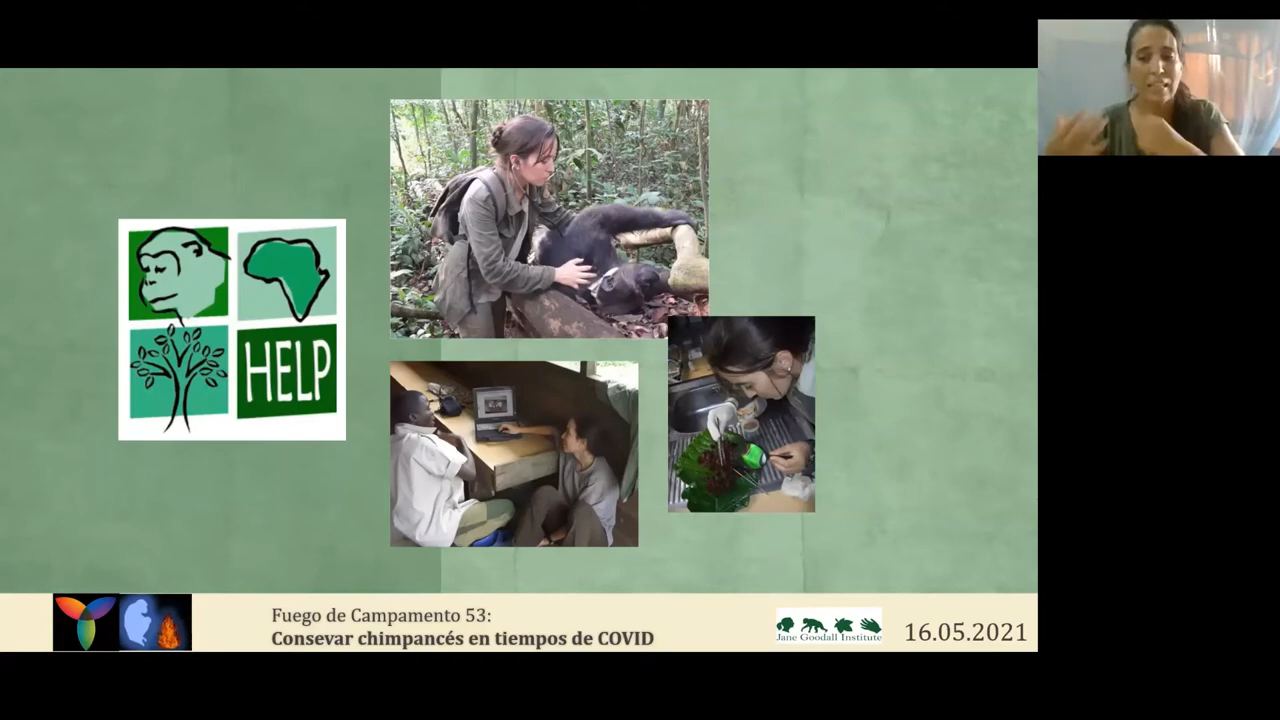 HELP
Fuego de Campamento 53:
Consevar chimpancés en tiempos de COVID
Jane Goodall Institute
16.05.2021